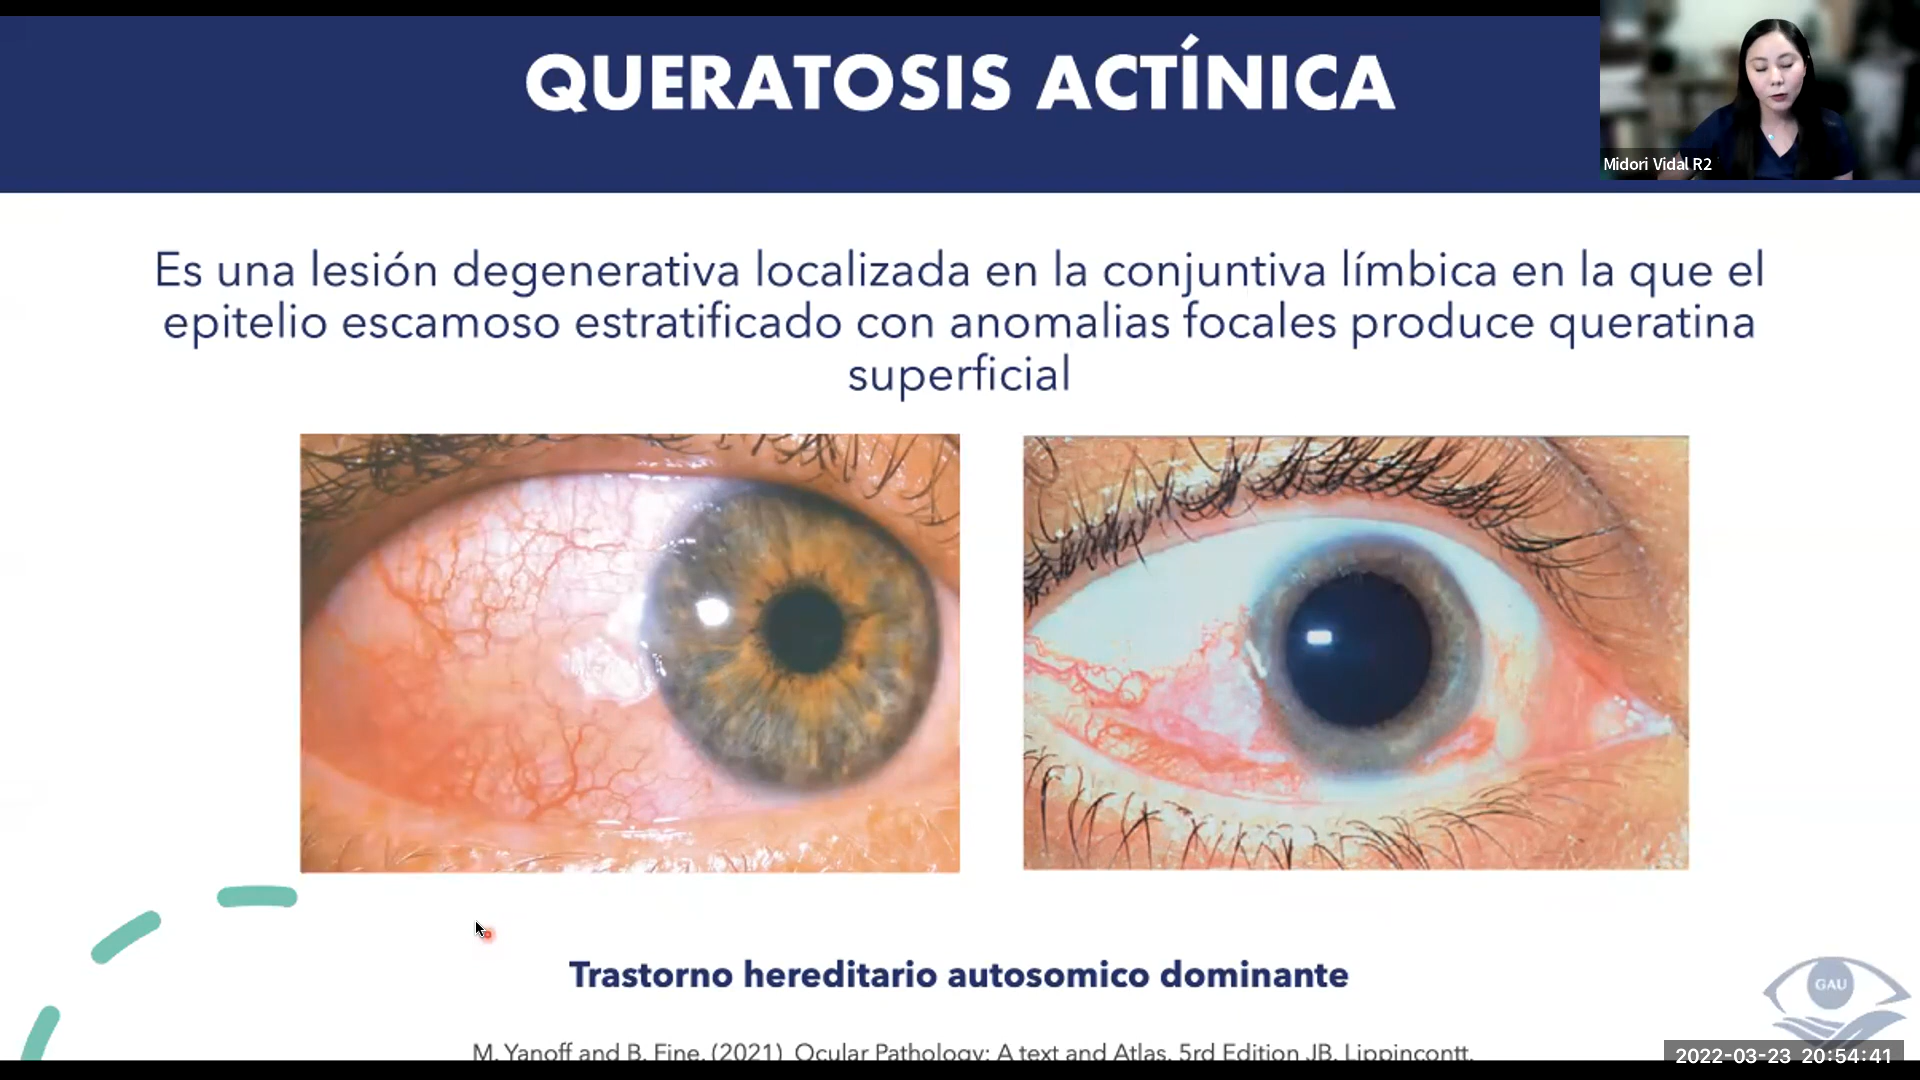 QUERATOSIS ACTÍNICA
Midori Vidal R2
Es una lesión degenerativa localizada en la conjuntiva límbica en la que el
epitelio escamoso estratificado con anomalias focales produce queratina
superficial
Trastorno hereditario autosomico dominante
GAU
M. Yanoff and B. Fine. (2021) Ocular Pathology: A text and Atlas. 5rd Edition JB. Lippincontt.
2022-03-23 20:54:41